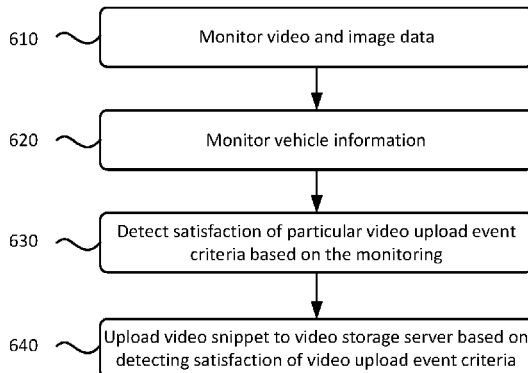 610
Monitor video and image data
620
Monitor vehicle information
630
Detect satisfaction of particular video upload event
criteria based on the monitoring
640
Upload video snippet to video storage server based on
detecting satisfaction of video upload event criteria